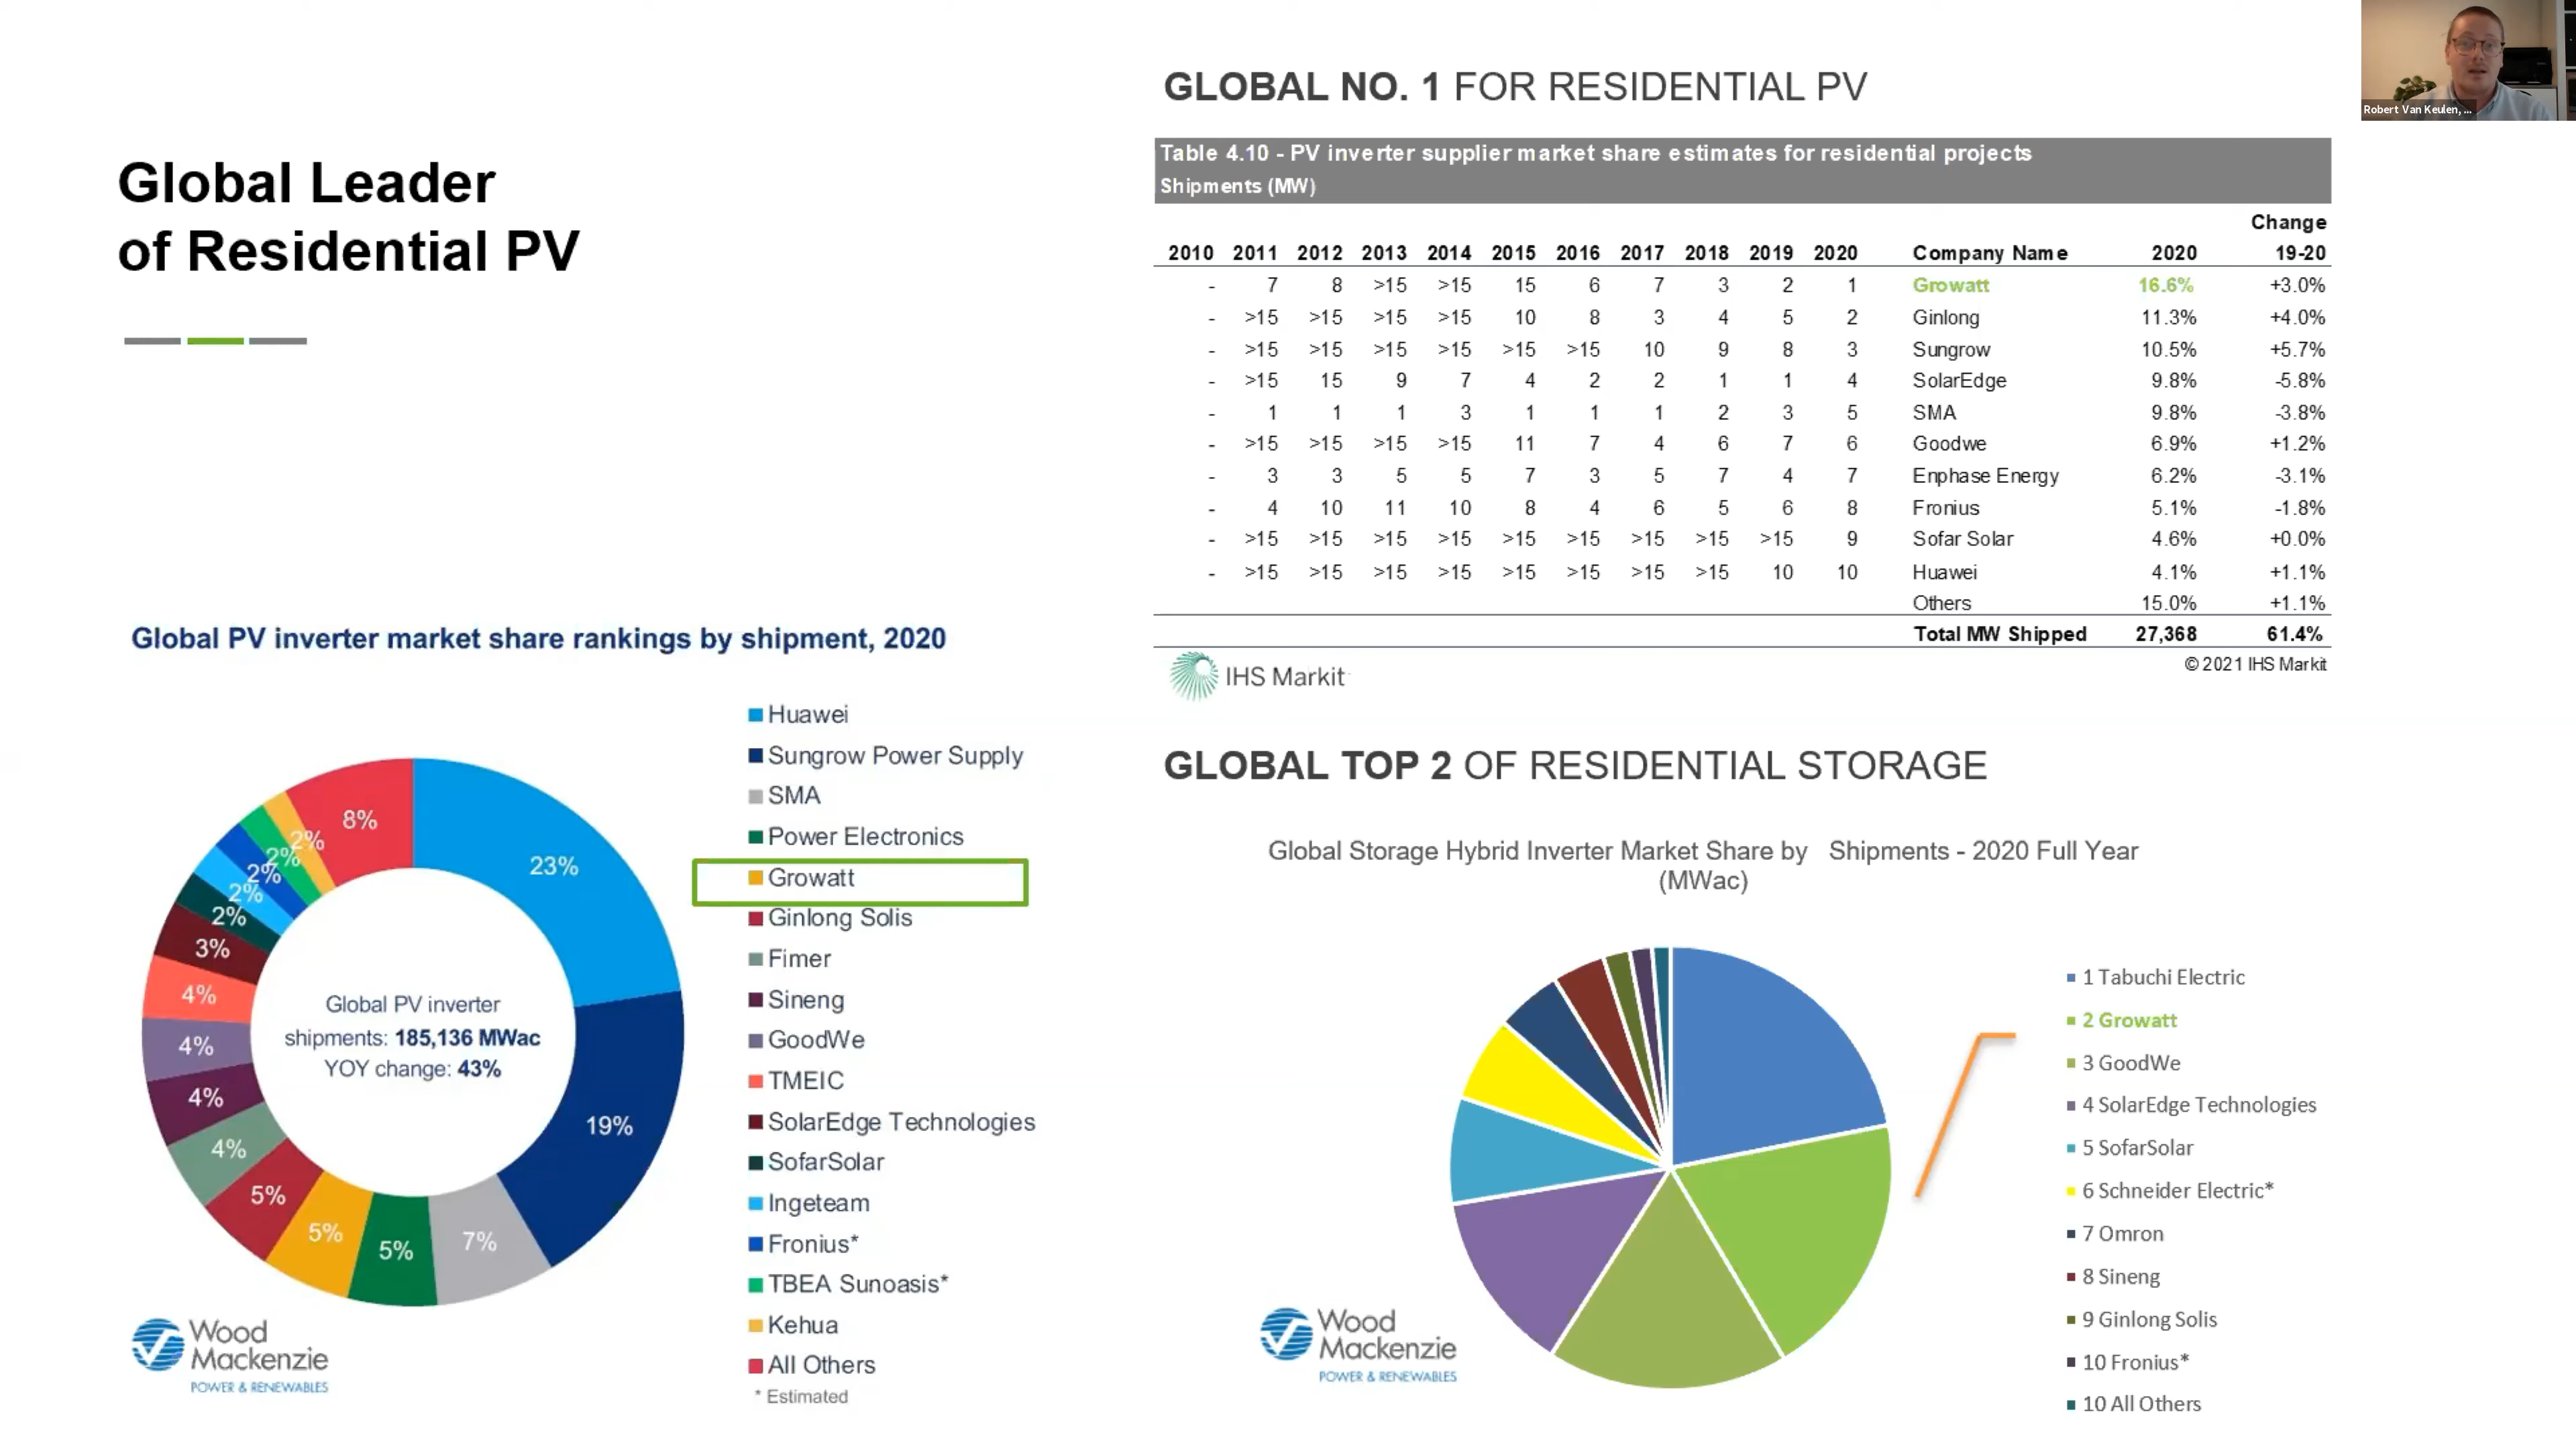 Global Leader
of Residential PV
GLOBAL NO. 1 FOR RESIDENTIAL PV
Robert Van Keulen, ...
Table 4.10 - PV inverter supplier market share estimates for residential projects
Shipments (MW)
Change
2010 2011 2012 2013 2014 2015 2016 2017 2018 2019 2020 Company Name 2020 19-20
- 7 8 >15 >15 15 6 7 3 2 1 Growatt 16.6% +3.0%
- >15 >15 >15 >15 10 8 3 4 5 2 Ginlong 11.3% +4.0%
- >15 >15 >15 >15 >15 >15 10 9 8 3 Sungrow 10.5% +5.7%
- >15 15 9 7 4 2 2 1 1 4 SolarEdge 9.8% -5.8%
- 1 1 1 3 1 1 1 2 3 5 SMA 9.8% -3.8%
- >15 >15 >15 >15 11 7 4 6 7 6 Goodwe 6.9% +1.2%
- 3 3 5 5 7 3 5 7 4 7 Enphase Energy 6.2% -3.1%
- 4 10 11 10 8 4 6 5 6 8 Fronius 5.1% -1.8%
- >15 >15 >15 >15 >15 >15 >15 >15 >15 9 Sofar Solar 4.6% +0.0%
- >15 >15 >15 >15 >15 >15 >15 >15 10 10 Huawei 4.1% +1.1%
Others 15.0% +1.1%
Total MW Shipped 27,368 61.4%
© 2021 IHS Markit
IHS Markit
Global PV inverter market share rankings by shipment, 2020
23%
19%
7%
5%
5%
5%
4%
4%
4%
4%
3%
2%
2%
2%
2%
2%
8%
Global PV inverter
shipments: 185,136 MWac
YOY change: 43%
Huawei
Sungrow Power Supply
SMA
Power Electronics
Growatt
Ginlong Solis
Fimer
Sineng
GoodWe
TMEIC
SolarEdge Technologies
SofarSolar
Ingeteam
Fronius*
TBEA Sunoasis*
Kehua
All Others
* Estimated
Wood
Mackenzie
POWER & RENEWABLES
GLOBAL TOP 2 OF RESIDENTIAL STORAGE
Global Storage Hybrid Inverter Market Share by Shipments - 2020 Full Year
(MWac)
1 Tabuchi Electric
2 Growatt
3 GoodWe
4 SolarEdge Technologies
5 SofarSolar
6 Schneider Electric*
7 Omron
8 Sineng
9 Ginlong Solis
10 Fronius*
10 All Others
Wood
Mackenzie
POWER & RENEWABLES